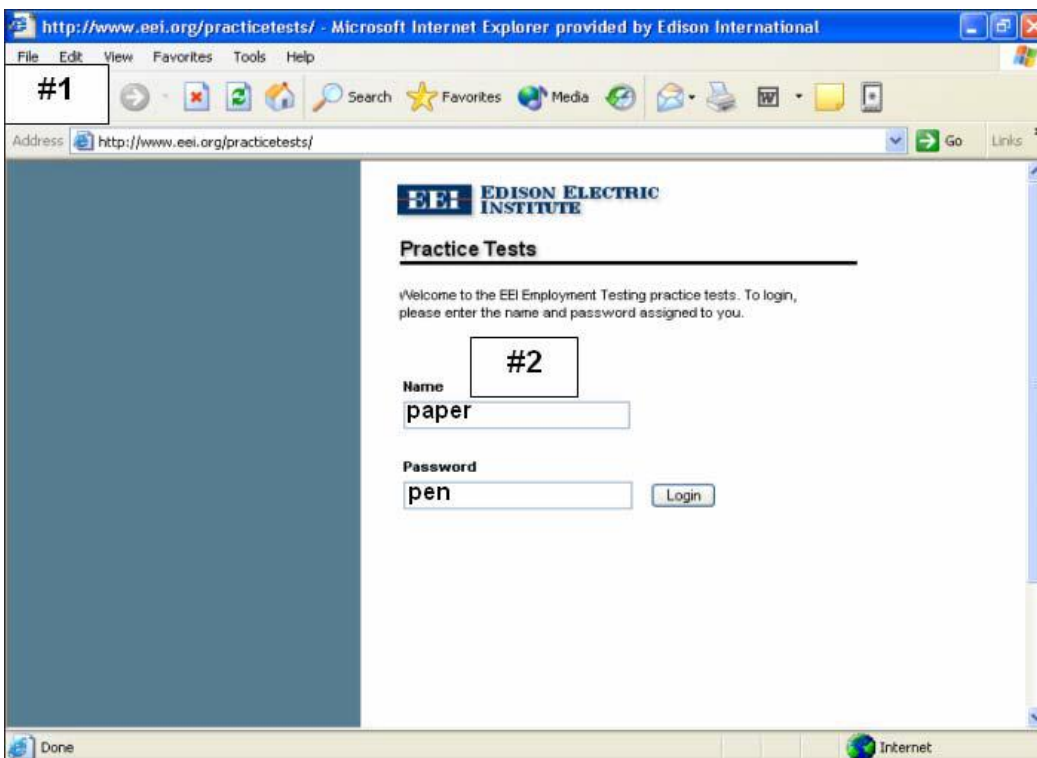 http://www.eei.org/practicetests/ - Microsoft Internet Explorer provided by Edison International
File Edit View Favorites Tools Help
#1 Search Favorites Media W
Address http://www.eei.org/practicetests/ Go Links
EEI EDISON ELECTRIC
INSTITUTE
Practice Tests
Welcome to the EEI Employment Testing practice tests. To login,
please enter the name and password assigned to you.
#2
Name
paper
Password
pen Login
Done Internet